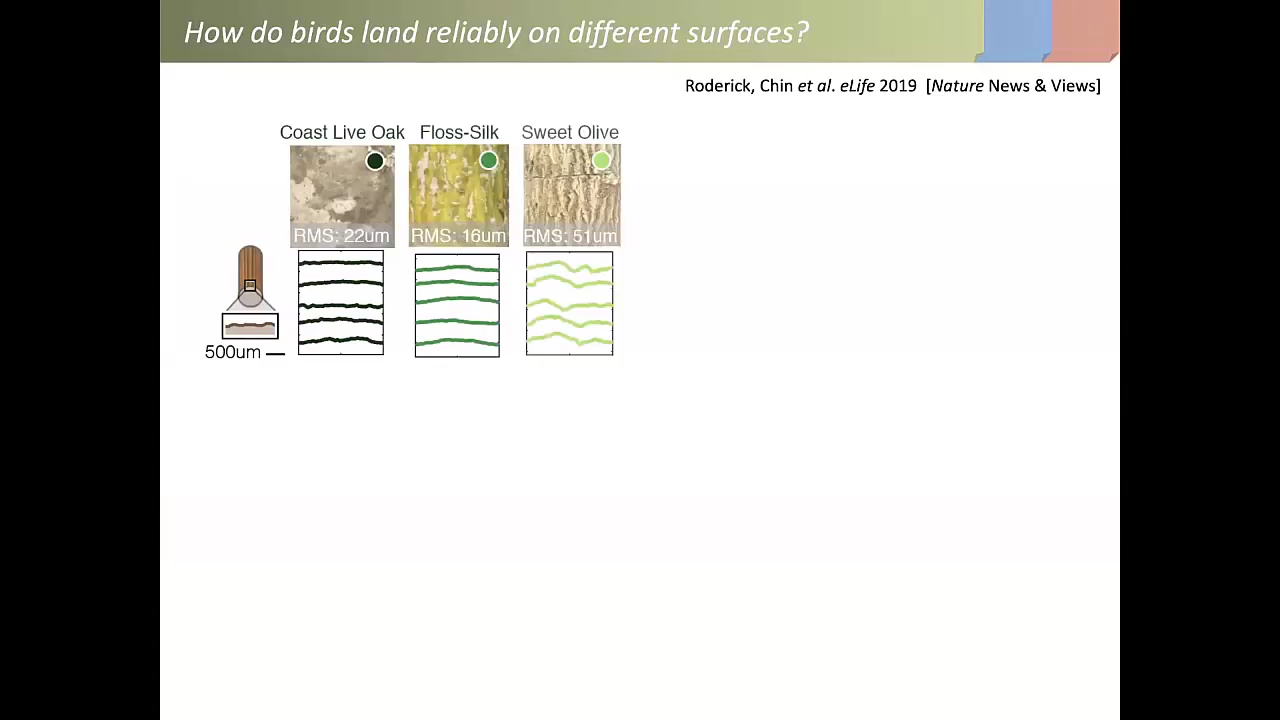 How do birds land reliably on different surfaces?
Roderick, Chin et al. eLife 2019 [Nature News & Views]
Coast Live Oak Floss-Silk Sweet Olive
RMS: 22um RMS: 16um RMS: 51um
500um